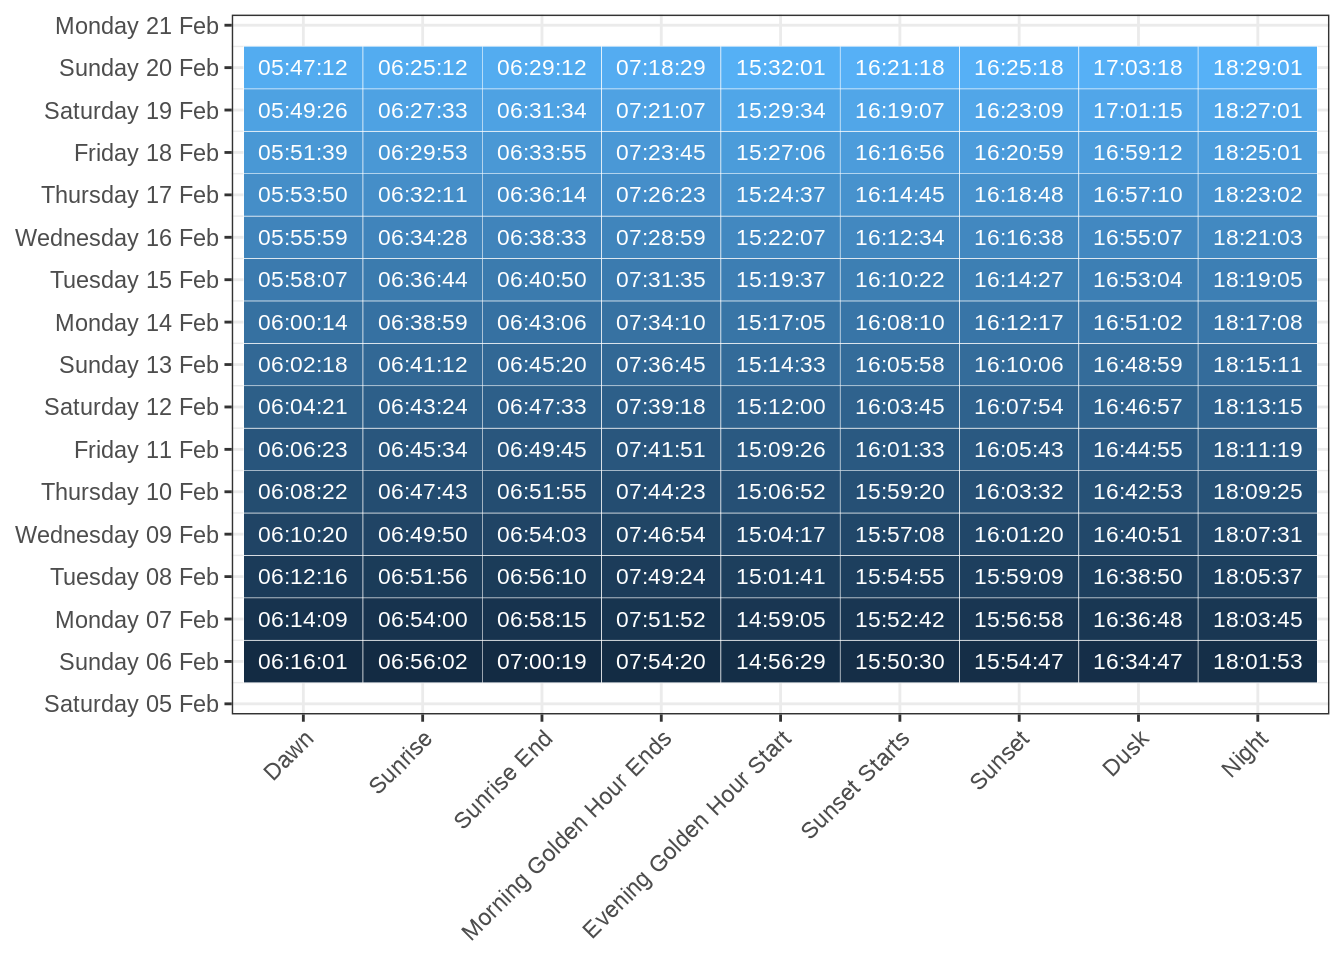 Monday 21 Feb
Sunday 20 Feb 05:47:12 06:25:12 06:29:12 07:18:29 15:32:01 16:21:18 16:25:18 17:03:18 18:29:01
Saturday 19 Feb 05:49:26 06:27:33 06:31:34 07:21:07 15:29:34 16:19:07 16:23:09 17:01:15 18:27:01
Friday 18 Feb 05:51:39 06:29:53 06:33:55 07:23:45 15:27:06 16:16:56 16:20:59 16:59:12 18:25:01
Thursday 17 Feb 05:53:50 06:32:11 06:36:14 07:26:23 15:24:37 16:14:45 16:18:48 16:57:10 18:23:02
Wednesday 16 Feb 05:55:59 06:34:28 06:38:33 07:28:59 15:22:07 16:12:34 16:16:38 16:55:07 18:21:03
Tuesday 15 Feb 05:58:07 06:36:44 06:40:50 07:31:35 15:19:37 16:10:22 16:14:27 16:53:04 18:19:05
Monday 14 Feb 06:00:14 06:38:59 06:43:06 07:34:10 15:17:05 16:08:10 16:12:17 16:51:02 18:17:08
Sunday 13 Feb 06:02:18 06:41:12 06:45:20 07:36:45 15:14:33 16:05:58 16:10:06 16:48:59 18:15:11
Saturday 12 Feb 06:04:21 06:43:24 06:47:33 07:39:18 15:12:00 16:03:45 16:07:54 16:46:57 18:13:15
Friday 11 Feb 06:06:23 06:45:34 06:49:45 07:41:51 15:09:26 16:01:33 16:05:43 16:44:55 18:11:19
Thursday 10 Feb 06:08:22 06:47:43 06:51:55 07:44:23 15:06:52 15:59:20 16:03:32 16:42:53 18:09:25
Wednesday 09 Feb 06:10:20 06:49:50 06:54:03 07:46:54 15:04:17 15:57:08 16:01:20 16:40:51 18:07:31
Tuesday 08 Feb 06:12:16 06:51:56 06:56:10 07:49:24 15:01:41 15:54:55 15:59:09 16:38:50 18:05:37
Monday 07 Feb 06:14:09 06:54:00 06:58:15 07:51:52 14:59:05 15:52:42 15:56:58 16:36:48 18:03:45
Sunday 06 Feb 06:16:01 06:56:02 07:00:19 07:54:20 14:56:29 15:50:30 15:54:47 16:34:47 18:01:53
Saturday 05 Feb
Dawn
Sunrise
Sunrise End
Morning Golden Hour Ends
Evening Golden Hour Start
Sunset Starts
Sunset
Dusk
Night